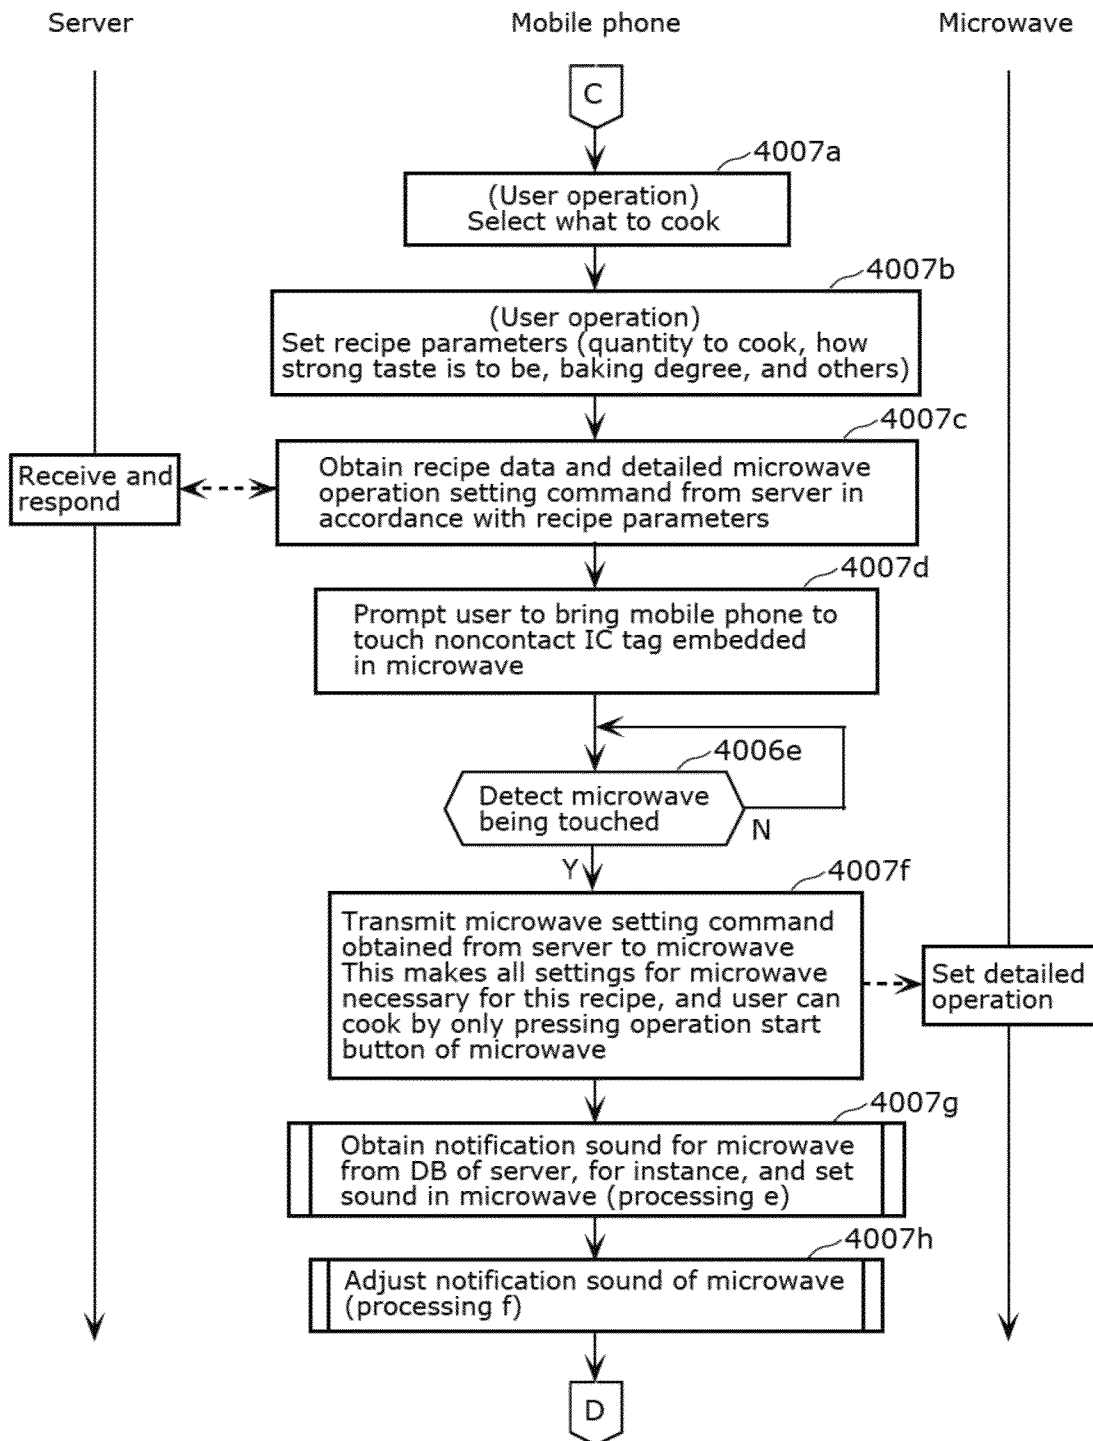 Server
Mobile phone
Microwave
C
4007a
(User operation)
Select what to cook
4007b
(User operation)
Set recipe parameters (quantity to cook, how
strong taste is to be, baking degree, and others)
4007c
Receive and
respond
Obtain recipe data and detailed microwave
operation setting command from server in
accordance with recipe parameters
4007d
Prompt user to bring mobile phone to
touch noncontact IC tag embedded
in microwave
4006e
Detect microwave
being touched
N
Y
4007f
Transmit microwave setting command
obtained from server to microwave
This makes all settings for microwave
necessary for this recipe, and user can
cook by only pressing operation start
button of microwave
Set detailed
operation
4007g
Obtain notification sound for microwave
from DB of server, for instance, and set
sound in microwave (processing e)
4007h
Adjust notification sound of microwave
(processing f)
D